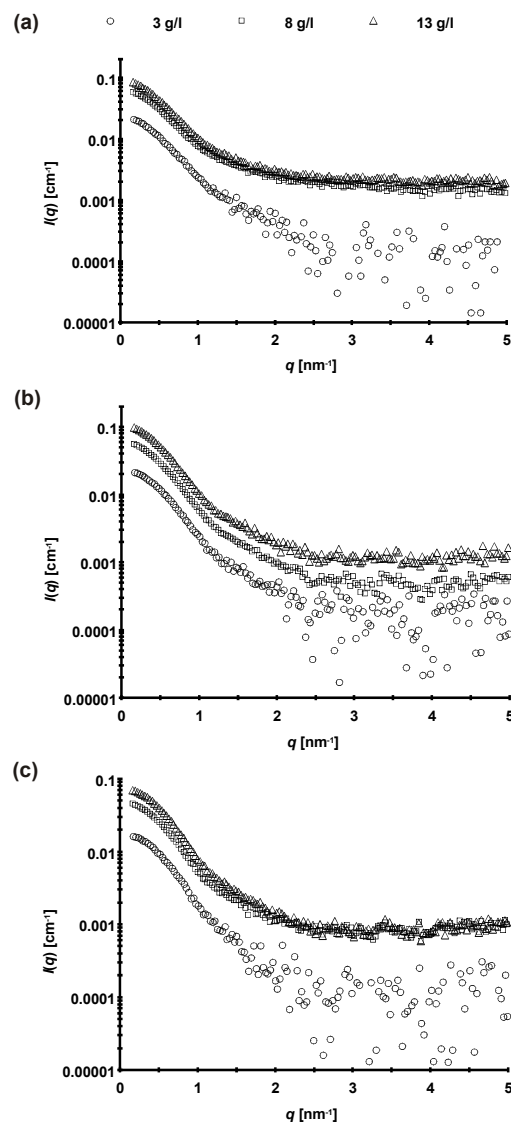 (a) ○ 3 g/l □ 8 g/l △ 13 g/l
0.1
0.01
0.001
0.0001
0.00001
I(q) [cm⁻¹]
0 1 2 3 4 5
q [nm⁻¹]
(b)
0.1
0.01
0.001
0.0001
0.00001
I(q) [cm⁻¹]
0 1 2 3 4 5
q [nm⁻¹]
(c)
0.1
0.01
0.001
0.0001
0.00001
I(q) [cm⁻¹]
0 1 2 3 4 5
q [nm⁻¹]